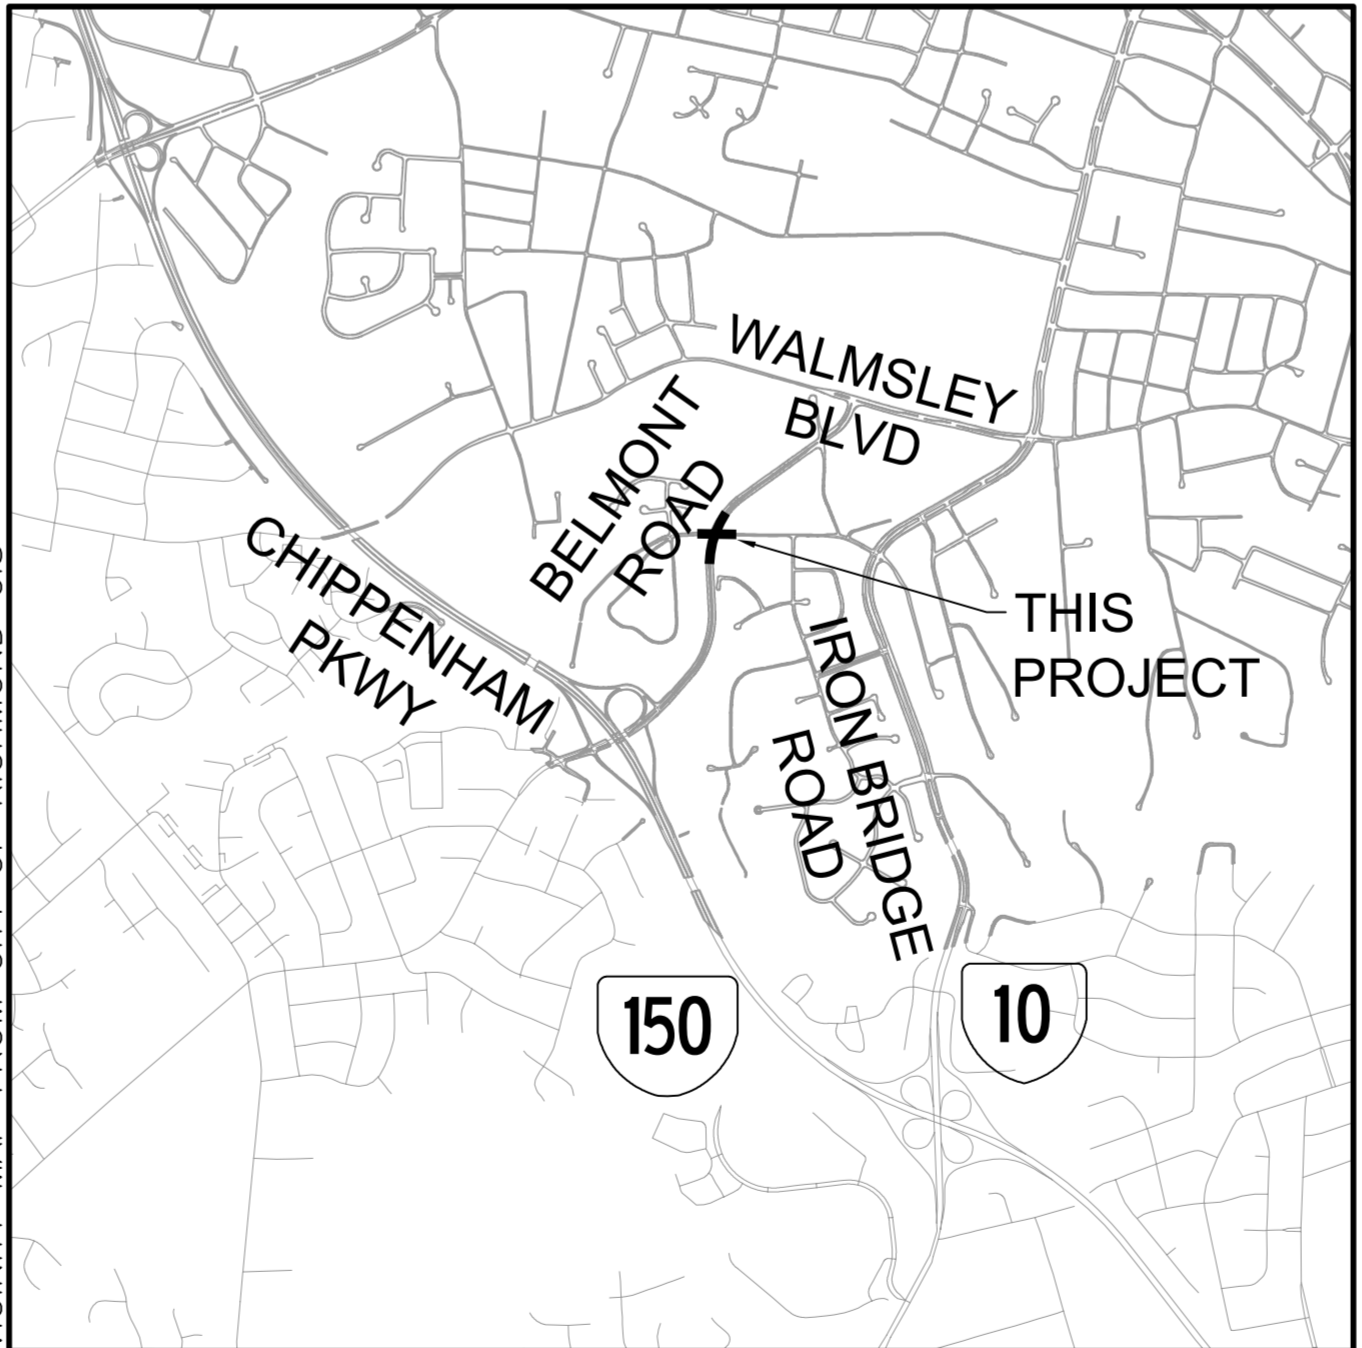 WALMSLEY
BLVD
BELMONT
ROAD
CHIPPENHAM
PKWY
THIS
PROJECT
IRON BRIDGE
ROAD
150
10